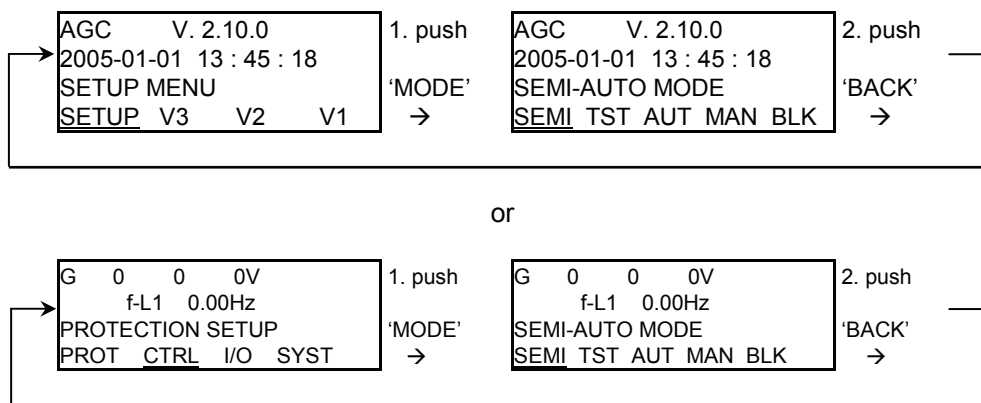 AGC V. 2.10.0 1. push AGC V. 2.10.0 2. push
2005-01-01 13 : 45 : 18 2005-01-01 13 : 45 : 18
SETUP MENU ‘MODE’ SEMI-AUTO MODE ‘BACK’
SETUP V3 V2 V1 → SEMI TST AUT MAN BLK →
or
G 0 0 0V 1. push G 0 0 0V 2. push
f-L1 0.00Hz f-L1 0.00Hz
PROTECTION SETUP ‘MODE’ SEMI-AUTO MODE ‘BACK’
PROT CTRL I/O SYST → SEMI TST AUT MAN BLK →